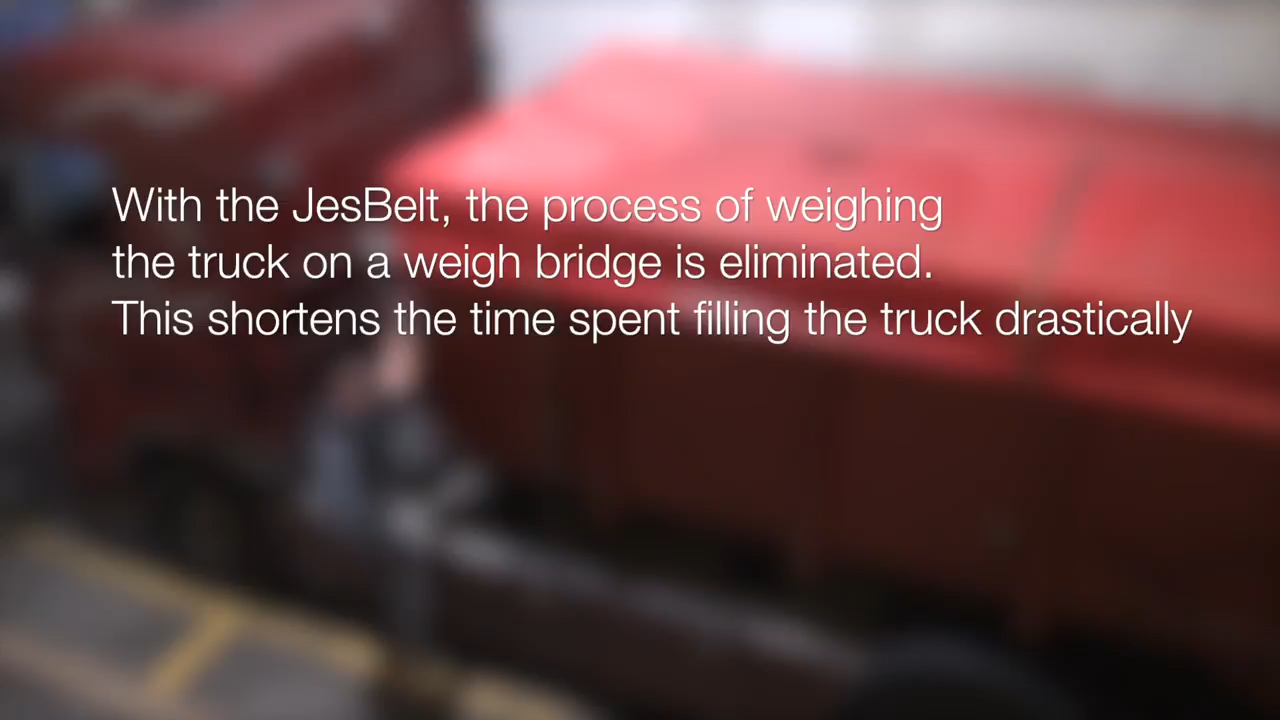 With the JesBelt, the process of weighing
the truck on a weigh bridge is eliminated.
This shortens the time spent filling the truck drastically